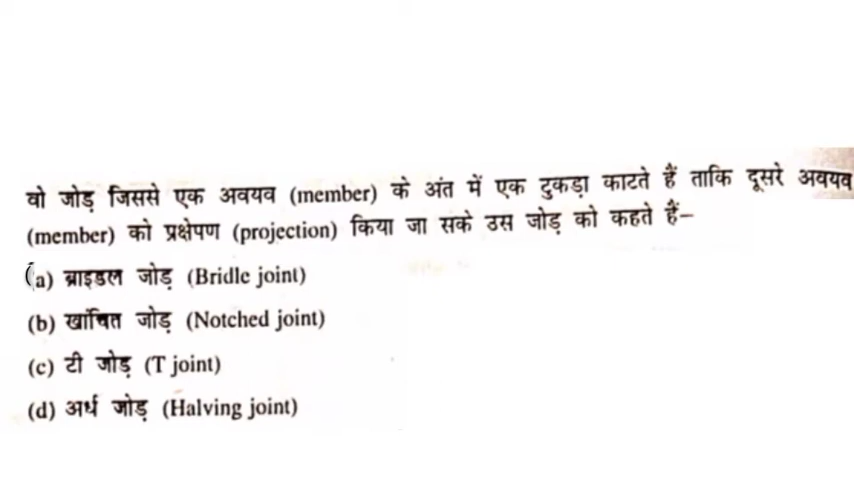 वो जोड़ जिससे एक अवयव (member) के अंत में एक टुकड़ा काटते हैं ताकि दूसरे अवयव
(member) को प्रक्षेपण (projection) किया जा सके उस जोड़ को कहते हैं–
(a) ब्राइडल जोड़ (Bridle joint)
(b) खांचित जोड़ (Notched joint)
(c) टी जोड़ (T joint)
(d) अर्ध जोड़ (Halving joint)